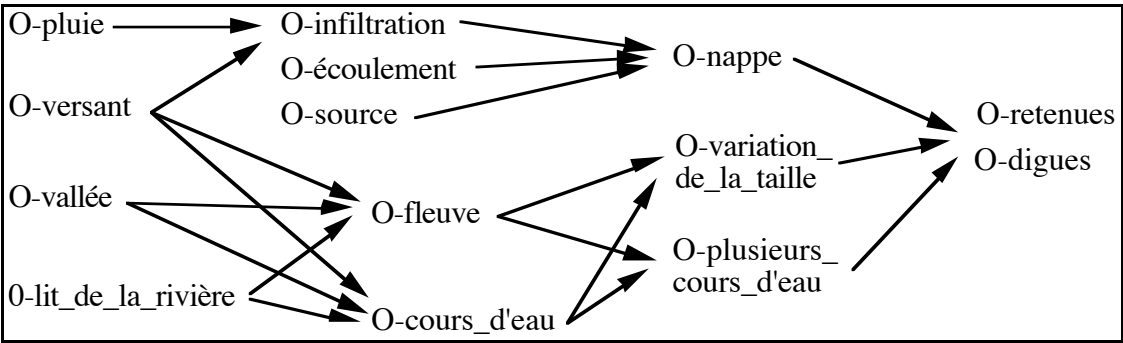 O-pluie
O-versant
O-vallée
0-lit_de_la_rivière
O-infiltration
O-écoulement
O-source
O-fleuve
O-cours_d'eau
O-nappe
O-variation_
de_la_taille
O-plusieurs_
cours_d'eau
O-retenues
O-digues